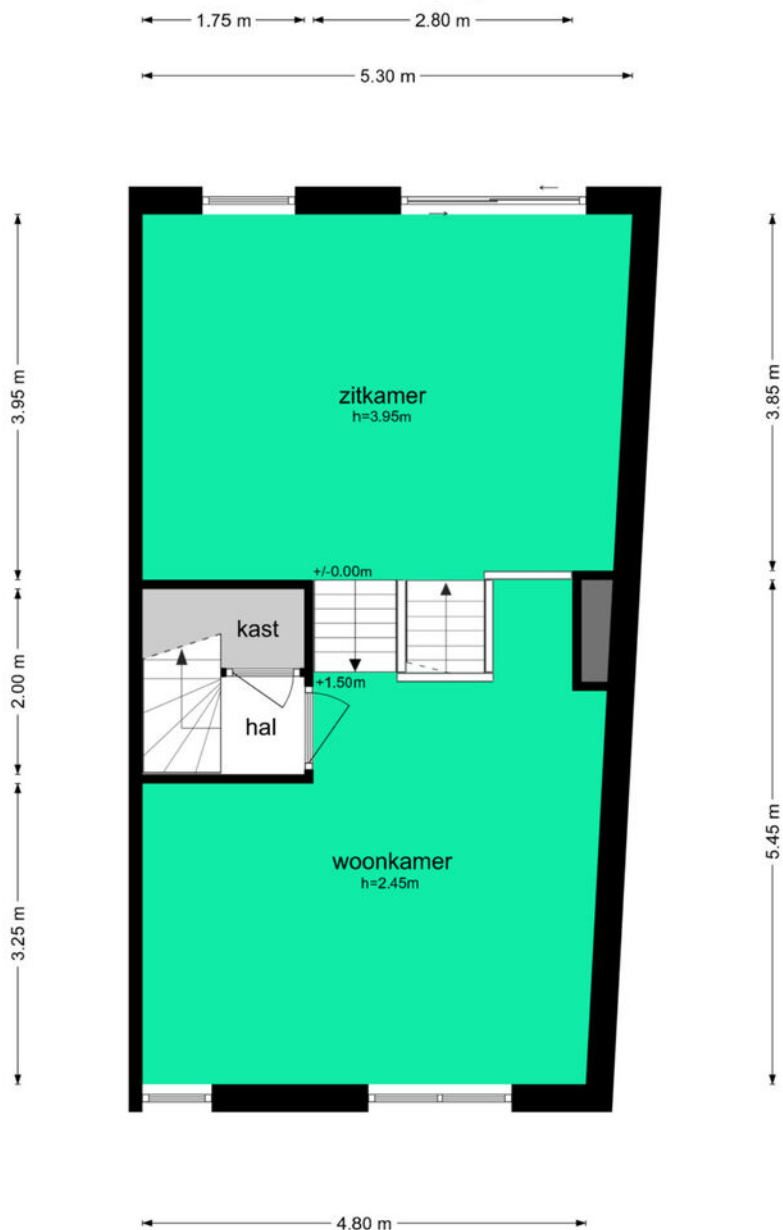 1.75 m
2.80 m
5.30 m
3.95 m
3.85 m
zitkamer
h=3.95m
+/-0.00m
kast
+1.50m
2.00 m
hal
5.45 m
woonkamer
h=2.45m
3.25 m
4.80 m